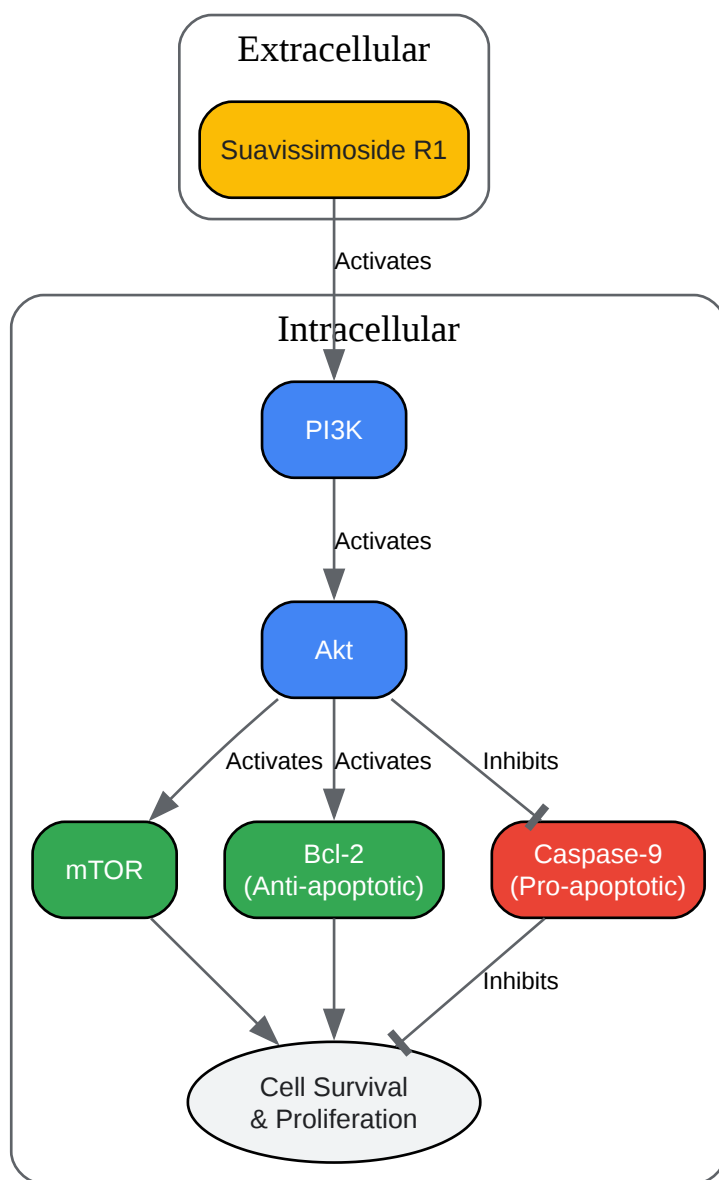 Extracellular
Suavissimoside R1
Activates
Intracellular
PI3K
Activates
Akt
Activates
Activates
Inhibits
mTOR
Bcl-2
(Anti-apoptotic)
Caspase-9
(Pro-apoptotic)
Inhibits
Cell Survival
& Proliferation